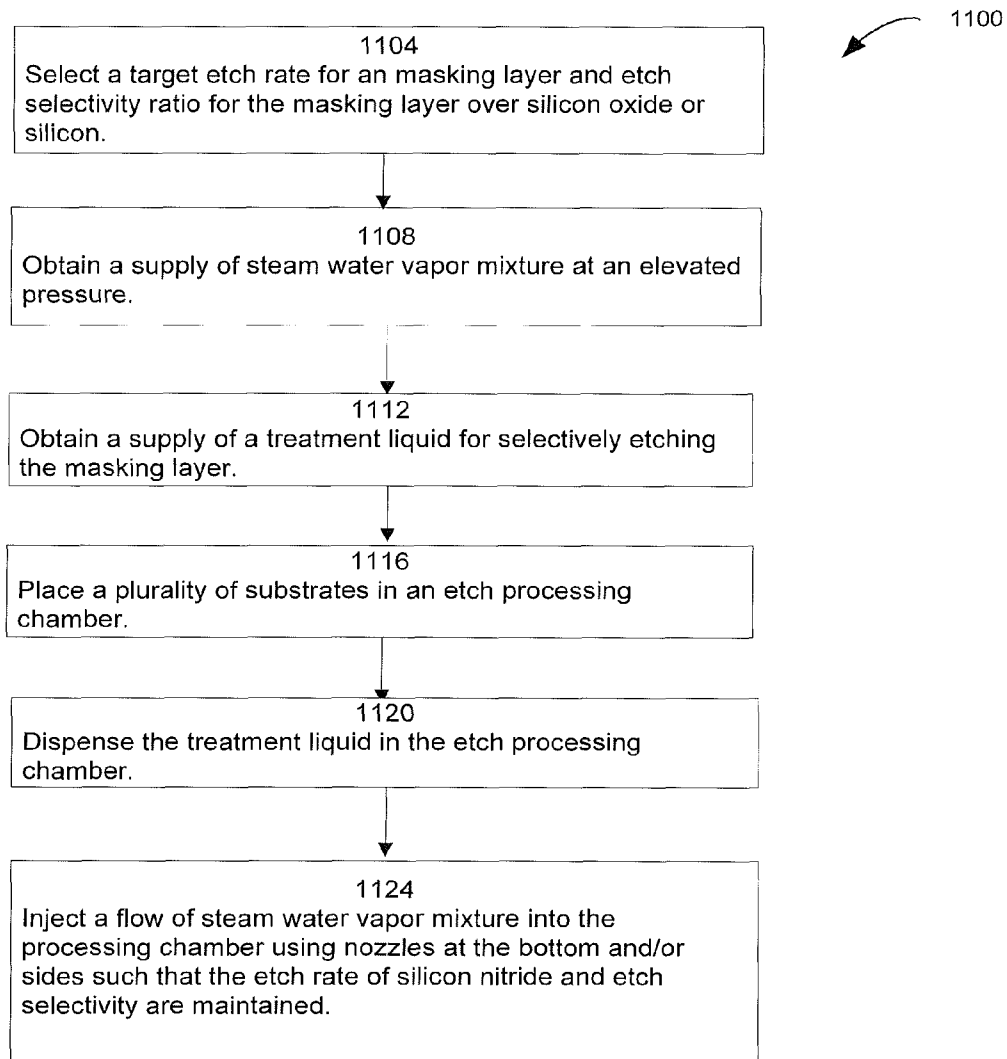 1100
1104
Select a target etch rate for an masking layer and etch
selectivity ratio for the masking layer over silicon oxide or
silicon.
1108
Obtain a supply of steam water vapor mixture at an elevated
pressure.
1112
Obtain a supply of a treatment liquid for selectively etching
the masking layer.
1116
Place a plurality of substrates in an etch processing
chamber.
1120
Dispense the treatment liquid in the etch processing
chamber.
1124
Inject a flow of steam water vapor mixture into the
processing chamber using nozzles at the bottom and/or
sides such that the etch rate of silicon nitride and etch
selectivity are maintained.